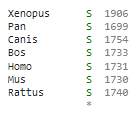 Xenopus S 1906
Pan S 1699
Canis S 1754
Bos S 1733
Homo S 1731
Mus S 1730
Rattus S 1740
*